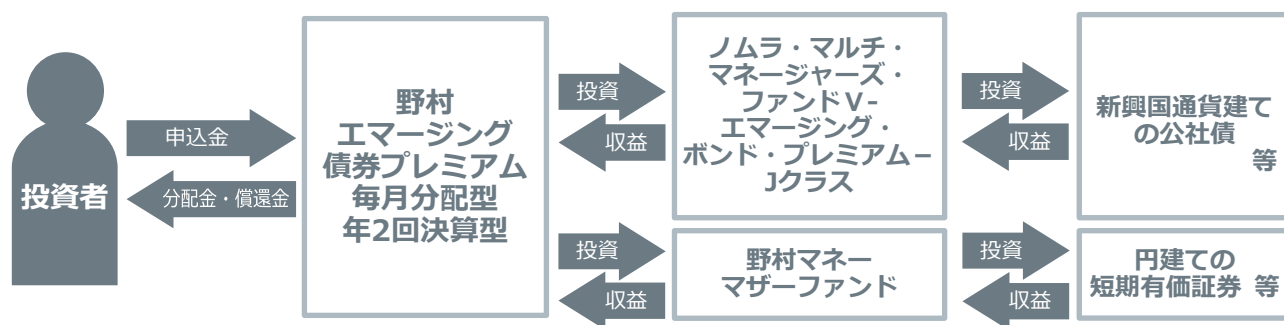 投資者
申込金
分配金・償還金
野村
エマージング
債券プレミアム
毎月分配型
年2回決算型
投資
収益
ノムラ・マルチ・
マネージャーズ・
ファンドⅤ-
エマージング・
ボンド・プレミアム－
Jクラス
投資
収益
新興国通貨建て
の公社債
等
投資
収益
野村マネー
マザーファンド
投資
収益
円建ての
短期有価証券 等